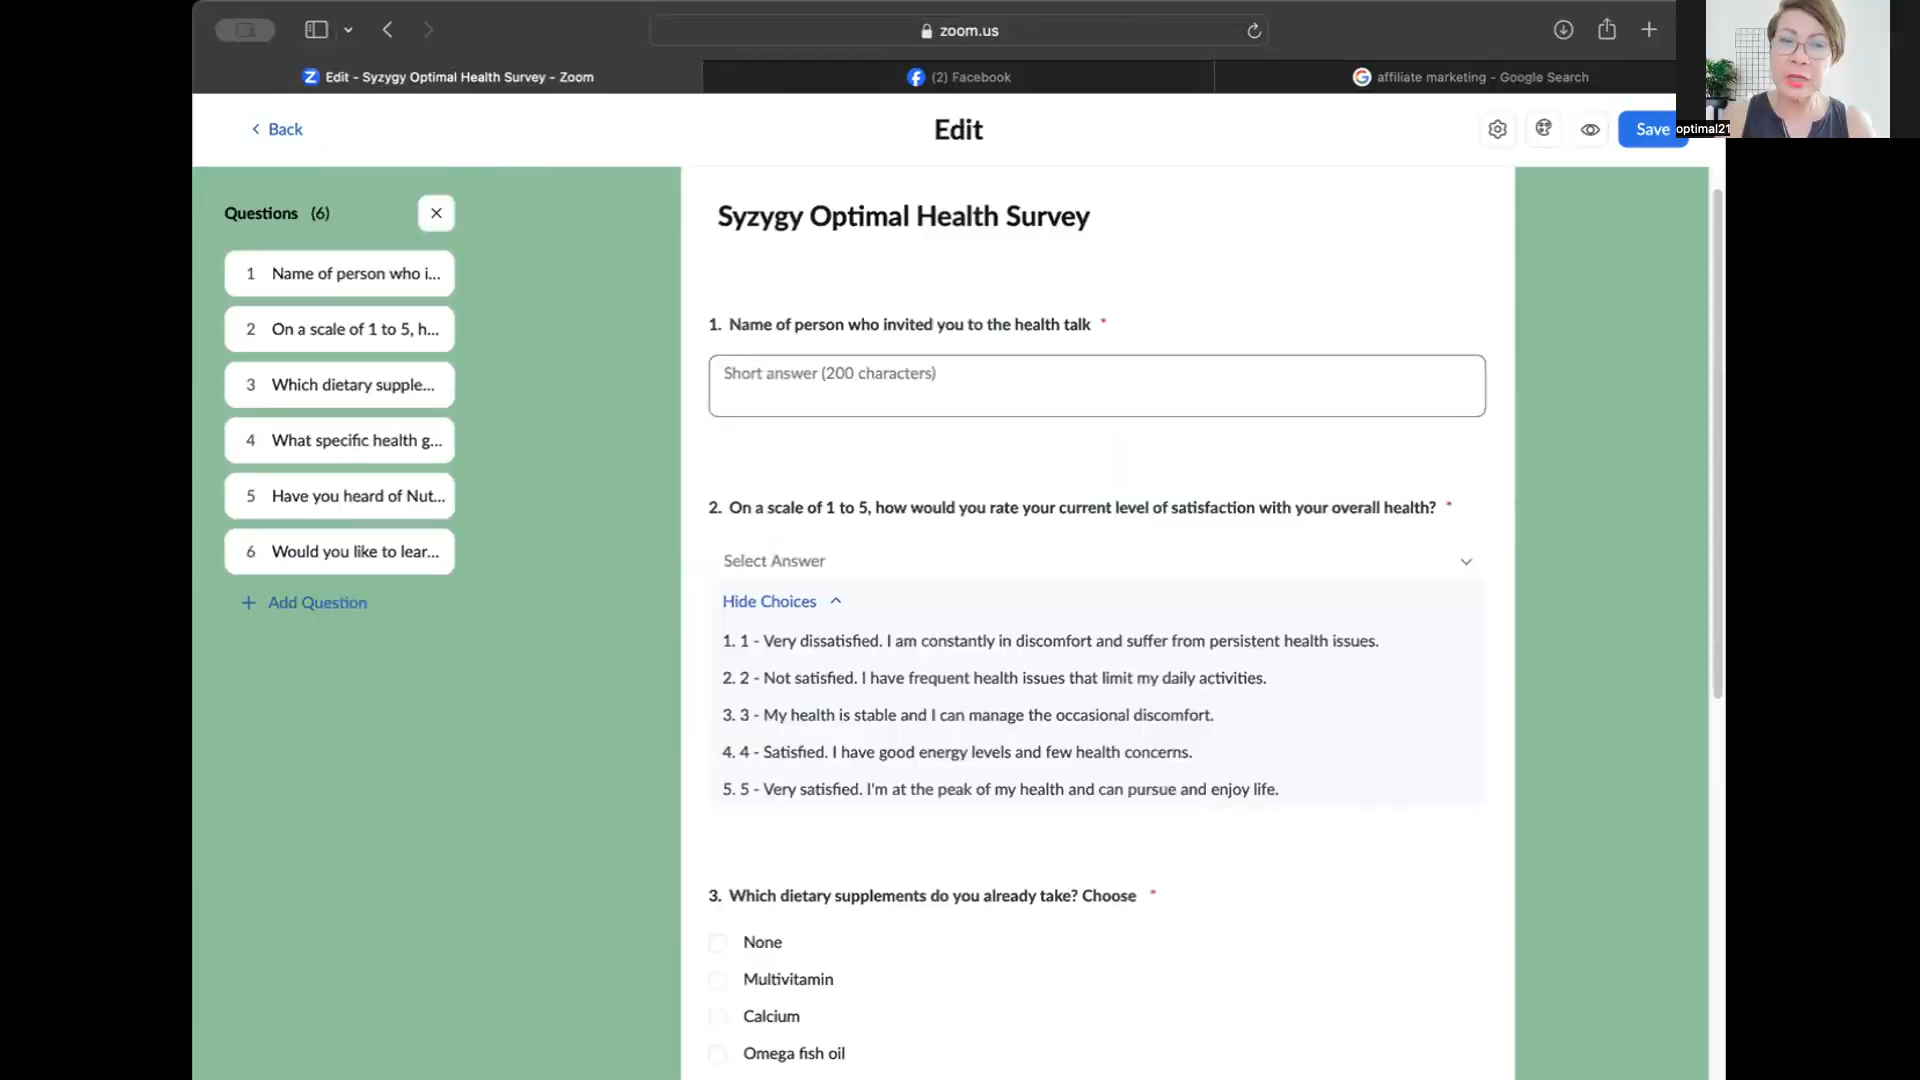 zoom.us
Edit - Syzygy Optimal Health Survey - Zoom
(2) Facebook
affiliate marketing - Google Search
optimal21
Back
Edit
Save
Questions (6)
1 Name of person who i...
2 On a scale of 1 to 5, h...
3 Which dietary supple...
4 What specific health g...
5 Have you heard of Nut...
6 Would you like to lear...
+ Add Question
Syzygy Optimal Health Survey
1. Name of person who invited you to the health talk *
Short answer (200 characters)
2. On a scale of 1 to 5, how would you rate your current level of satisfaction with your overall health? *
Select Answer
Hide Choices
1. 1 - Very dissatisfied. I am constantly in discomfort and suffer from persistent health issues.
2. 2 - Not satisfied. I have frequent health issues that limit my daily activities.
3. 3 - My health is stable and I can manage the occasional discomfort.
4. 4 - Satisfied. I have good energy levels and few health concerns.
5. 5 - Very satisfied. I'm at the peak of my health and can pursue and enjoy life.
3. Which dietary supplements do you already take? Choose *
None
Multivitamin
Calcium
Omega fish oil